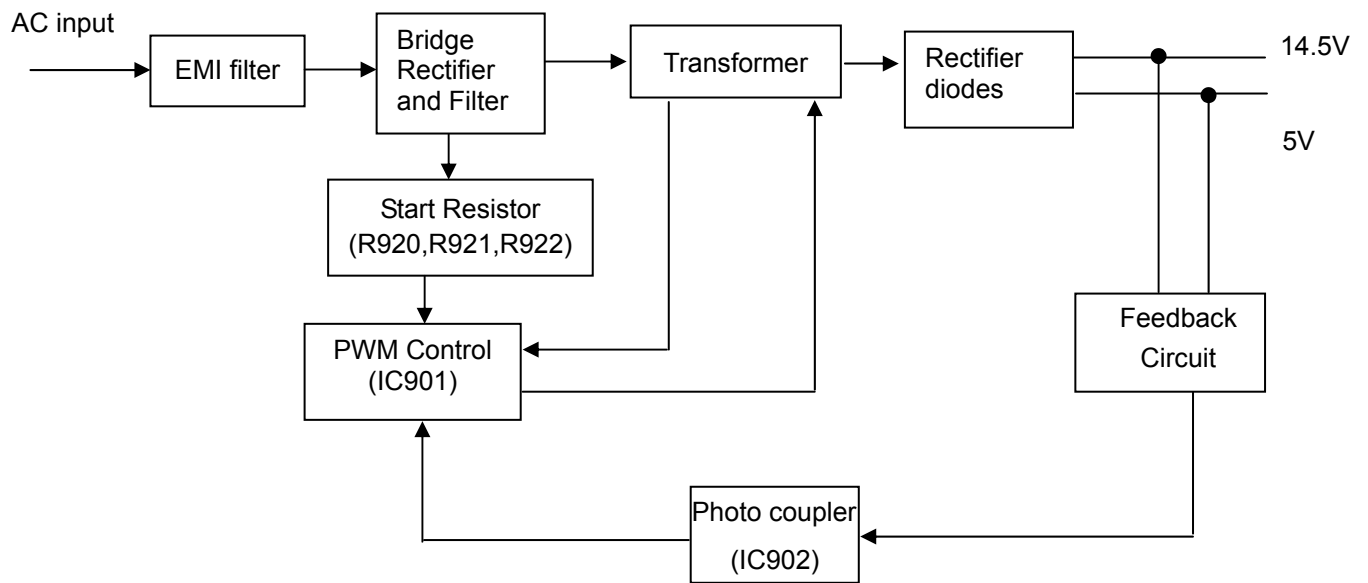 AC input
EMI filter
Bridge
Rectifier
and Filter
Transformer
Rectifier
diodes
14.5V
5V
Start Resistor
(R920,R921,R922)
PWM Control
(IC901)
Feedback
Circuit
Photo coupler
(IC902)